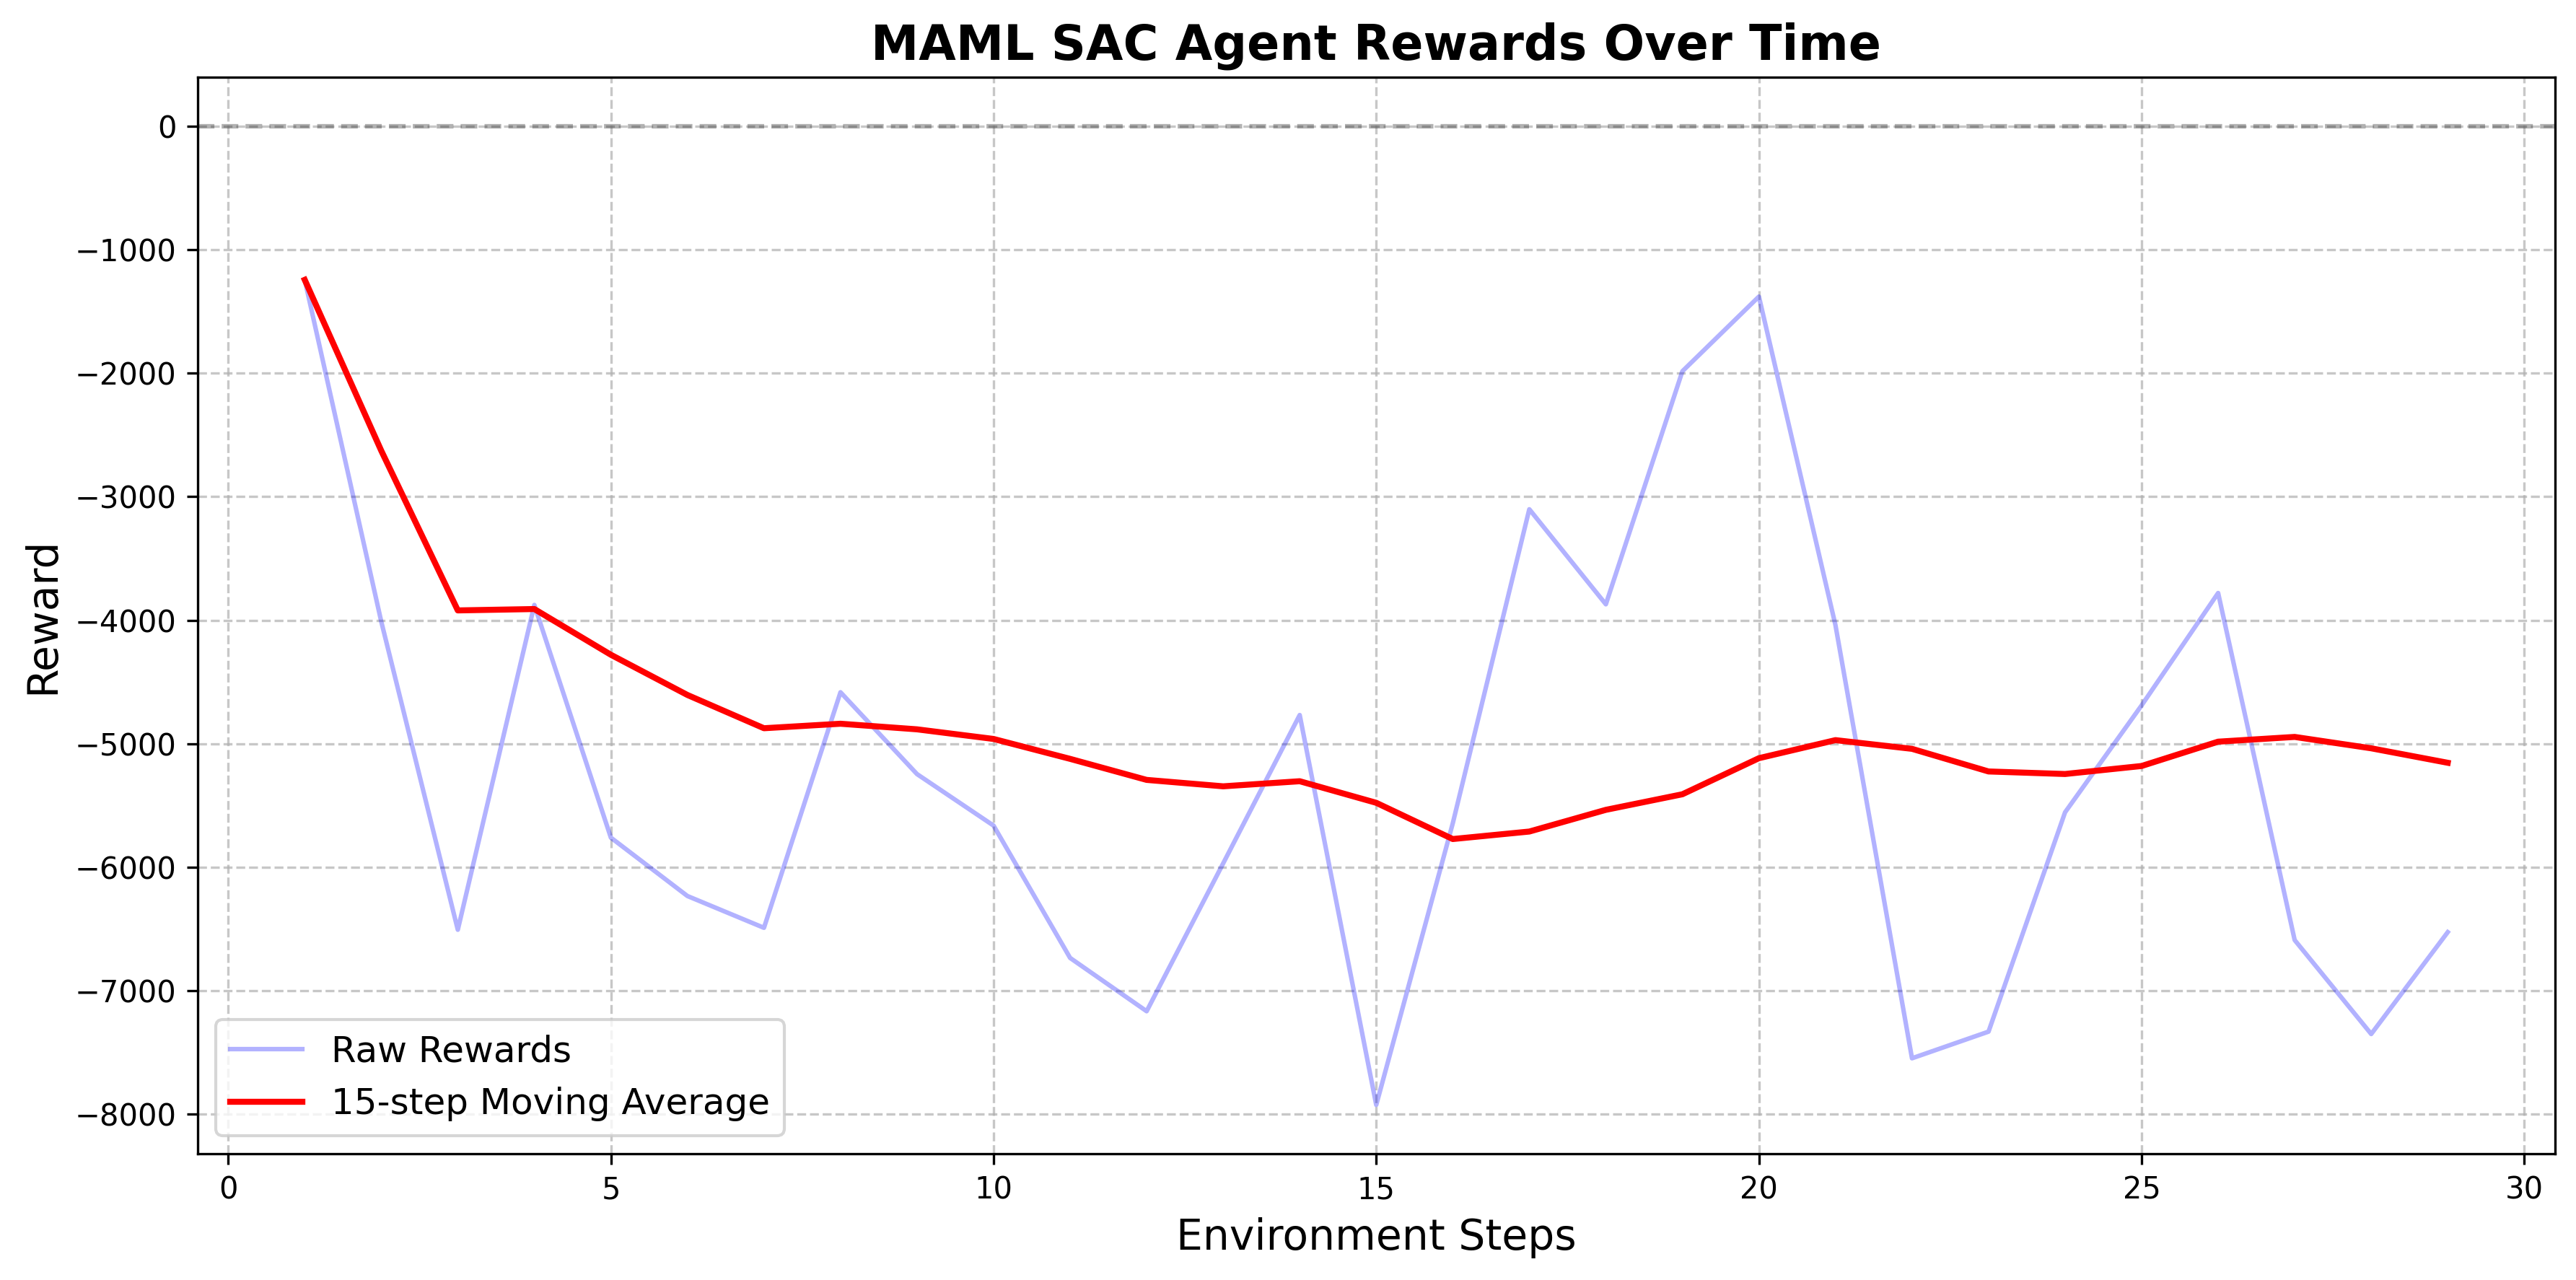 MAML SAC Agent Rewards Over Time
Reward
0
−1000
−2000
−3000
−4000
−5000
−6000
−7000
−8000
Raw Rewards
15-step Moving Average
0 5 10 15 20 25 30
Environment Steps